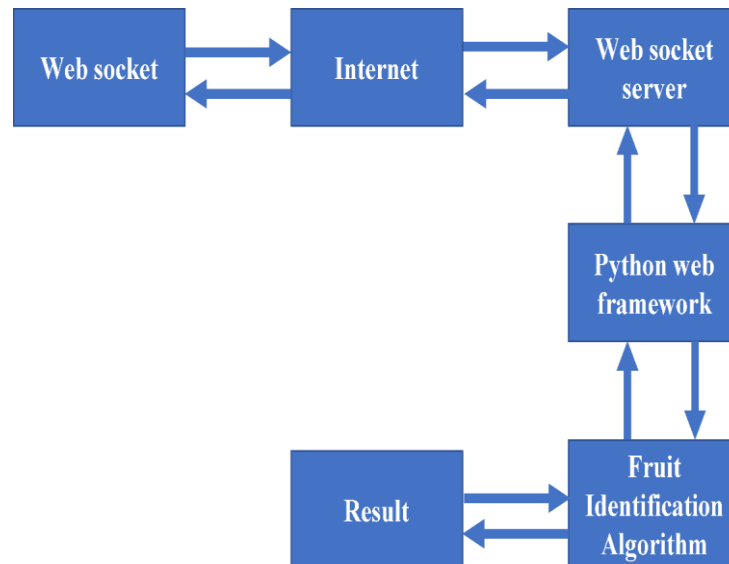 Web socket
Internet
Web socket
server
Python web
framework
Fruit
Identification
Algorithm
Result